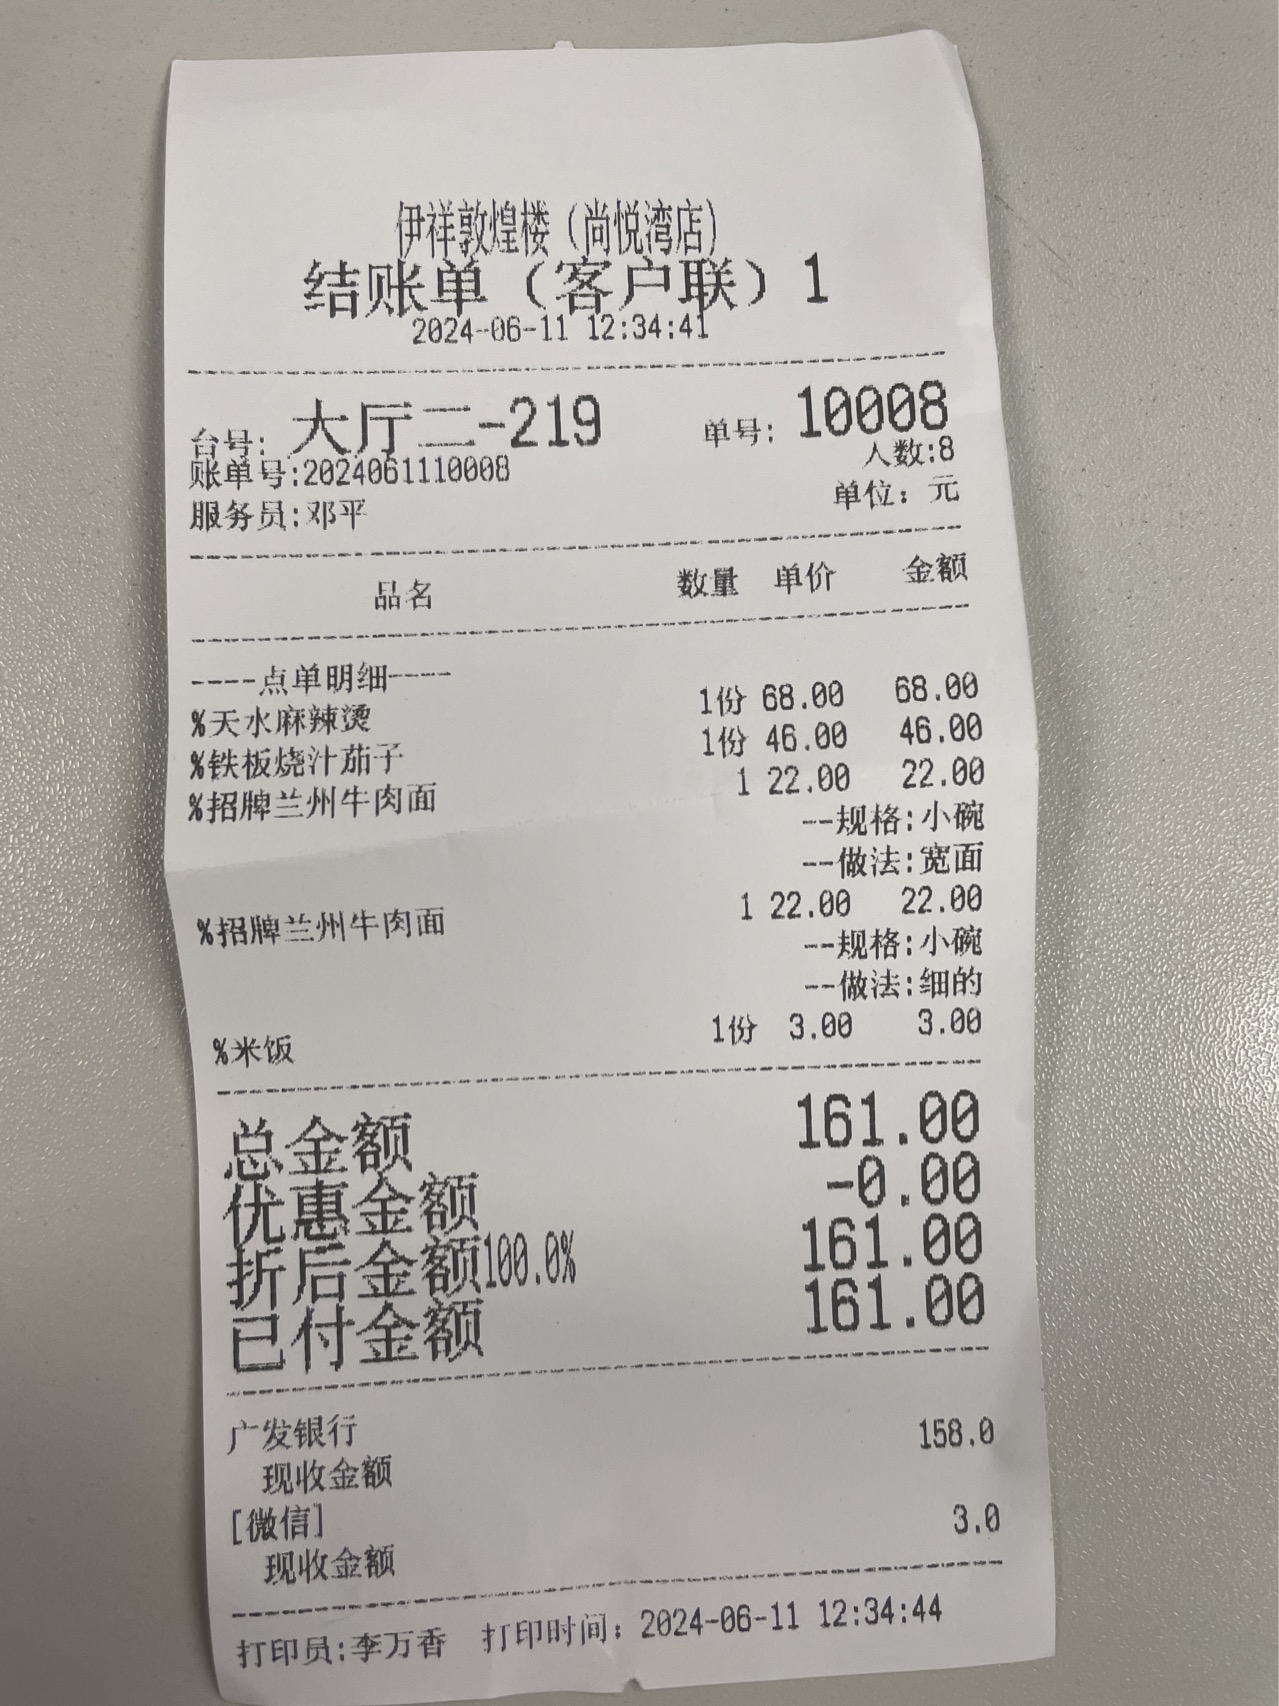 伊祥敦煌楼（尚悦湾店）
结账单（客户联）1
2024-06-11 12:34:41
台号: 大厅二-219 单号: 10008
账单号:2024061110008 人数:8
服务员:邓平 单位：元
品名 数量 单价 金额
----点单明细----
%天水麻辣烫 1份 68.00 68.00
%铁板烧汁茄子 1份 46.00 46.00
%招牌兰州牛肉面 1 22.00 22.00
--规格:小碗
--做法:宽面
%招牌兰州牛肉面 1 22.00 22.00
--规格:小碗
--做法:细的
%米饭 1份 3.00 3.00
总金额 161.00
优惠金额 -0.00
折后金额100.0% 161.00
已付金额 161.00
广发银行 158.0
现收金额
[微信] 3.0
现收金额
打印员:李万香 打印时间：2024-06-11 12:34:44